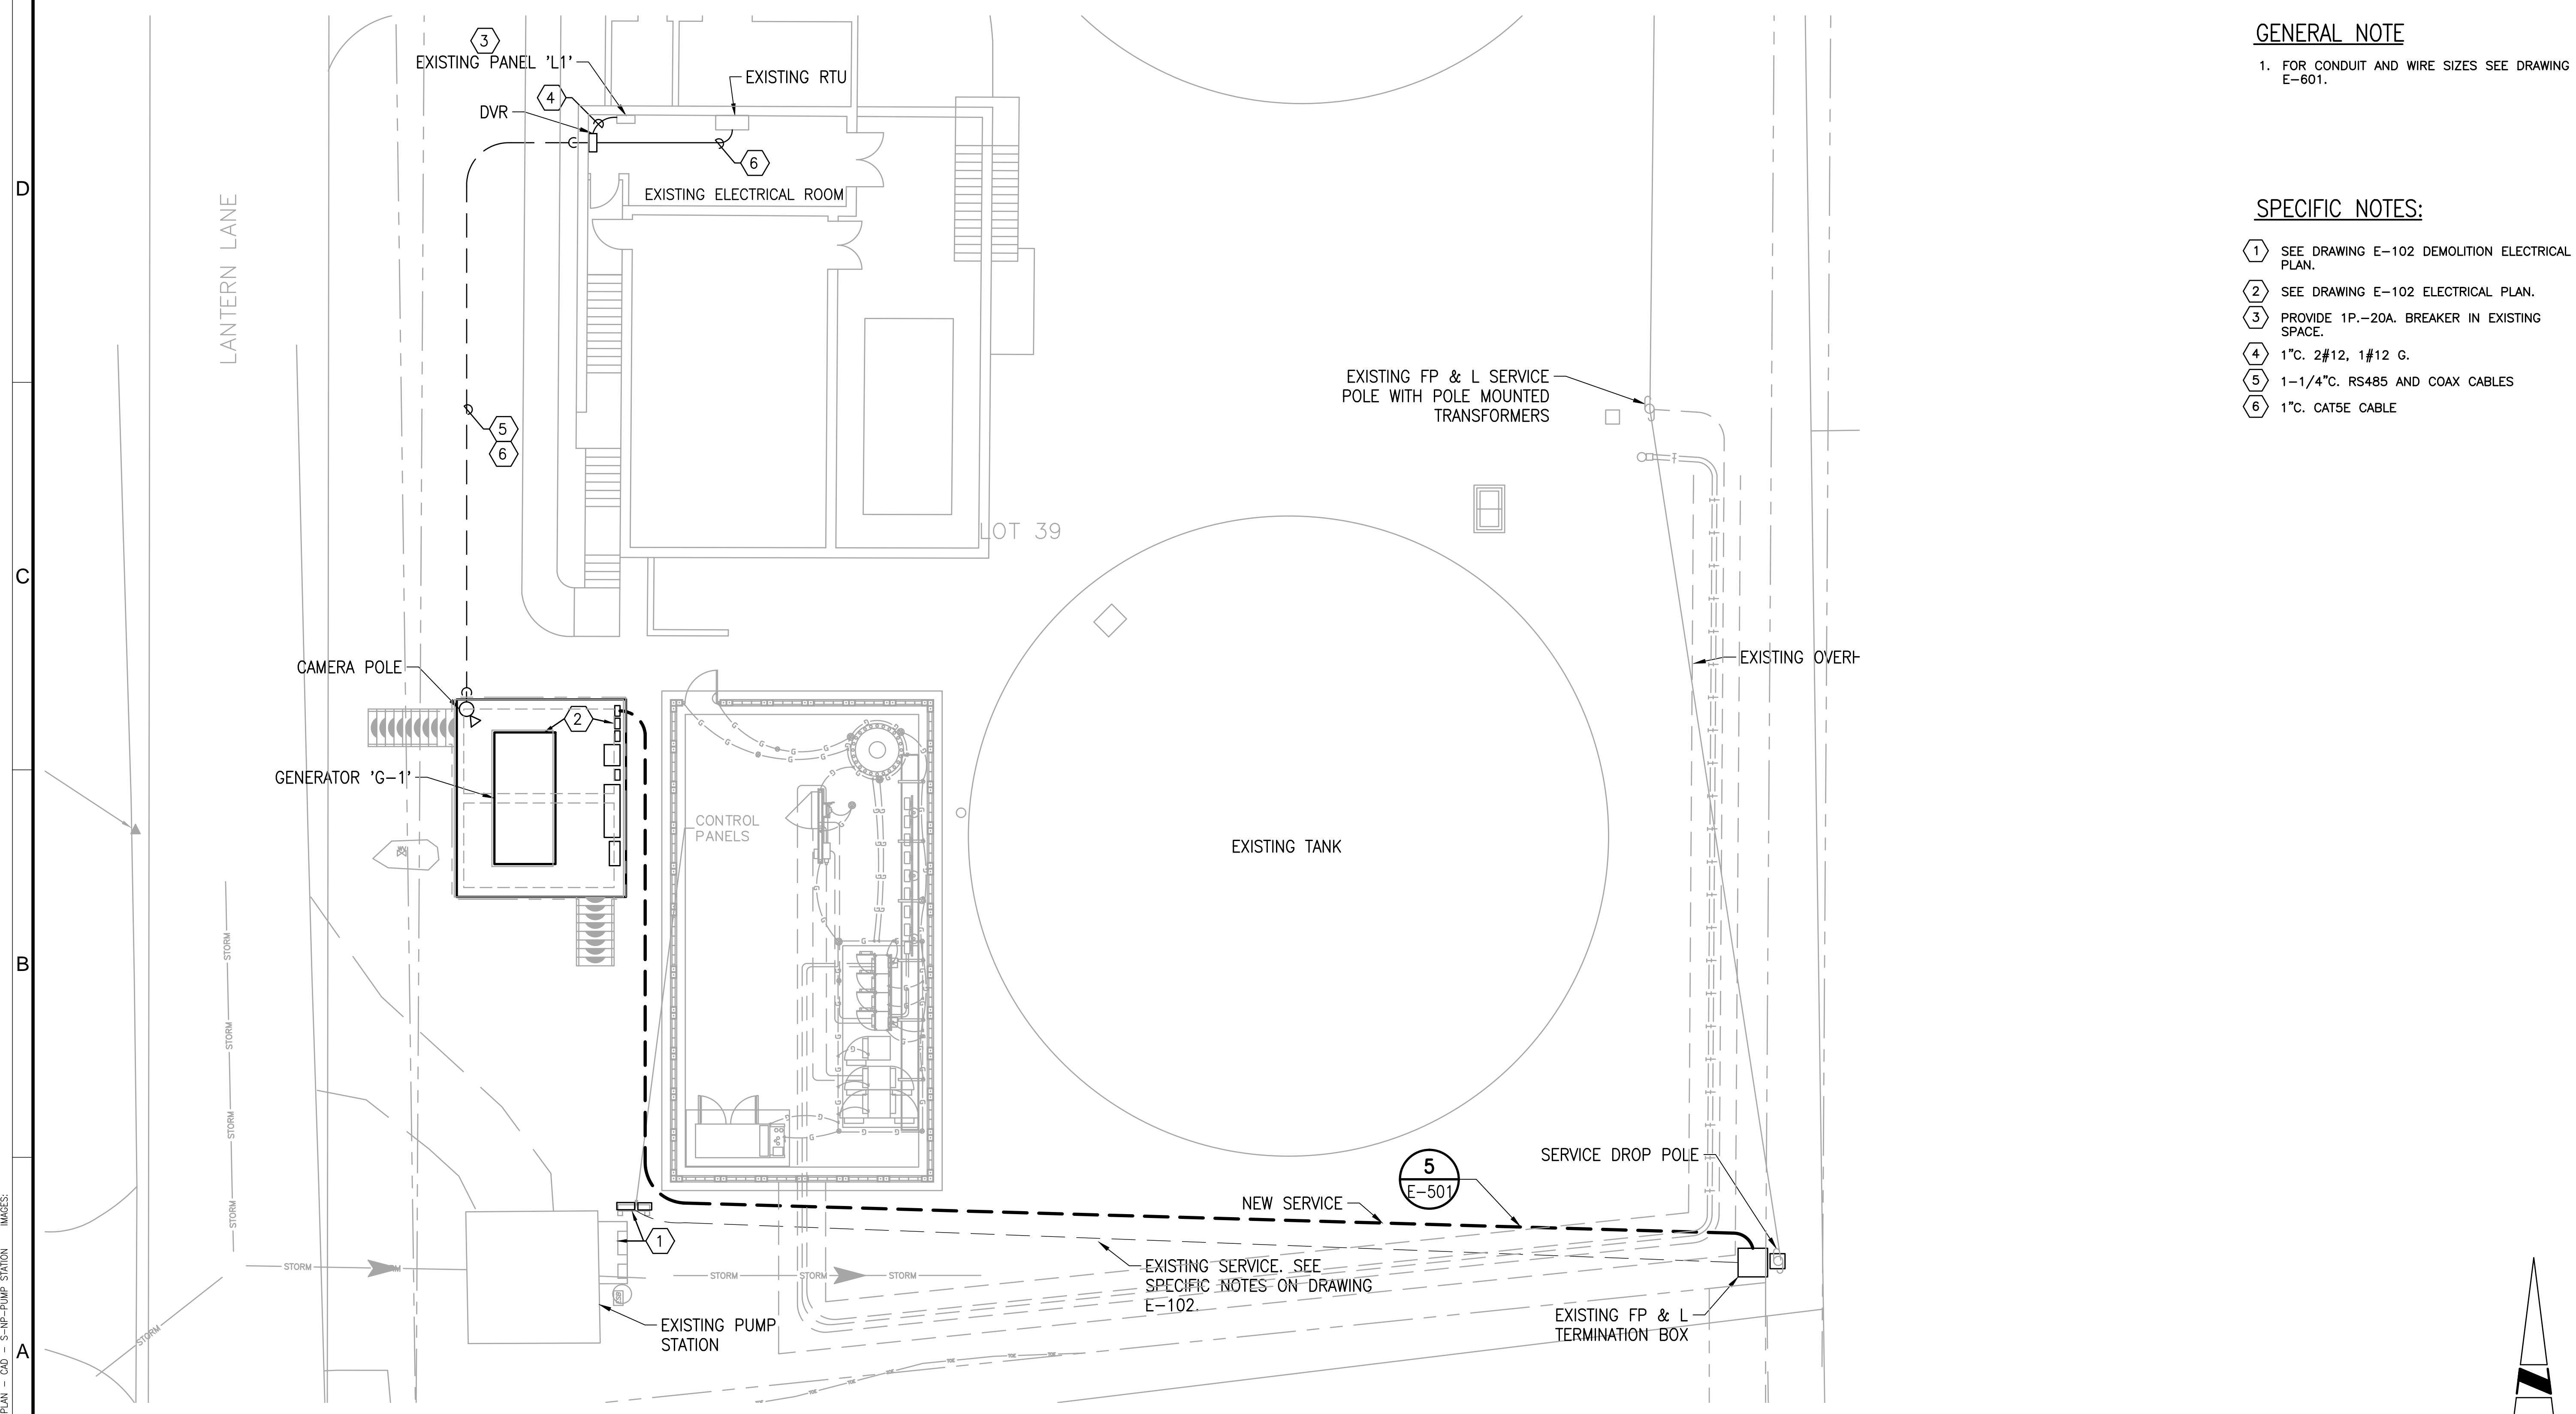 GENERAL NOTE
1. FOR CONDUIT AND WIRE SIZES SEE DRAWING
E-601.
SPECIFIC NOTES:
1 SEE DRAWING E-102 DEMOLITION ELECTRICAL
PLAN.
2 SEE DRAWING E-102 ELECTRICAL PLAN.
3 PROVIDE 1P.-20A. BREAKER IN EXISTING
SPACE.
4 1"C. 2#12, 1#12 G.
5 1-1/4"C. RS485 AND COAX CABLES
6 1"C. CAT5E CABLE
3
EXISTING PANEL 'L1'
EXISTING RTU
4
DVR
6
EXISTING ELECTRICAL ROOM
D
LANTERN LANE
EXISTING FP & L SERVICE
POLE WITH POLE MOUNTED
TRANSFORMERS
5
6
LOT 39
C
CAMERA POLE
EXISTING OVERH
2
GENERATOR 'G-1'
CONTROL
PANELS
EXISTING TANK
B
STORM
STORM
STORM
STORM
5
E-501
SERVICE DROP POLE
NEW SERVICE
1
STORM
STORM
STORM
STORM
EXISTING SERVICE. SEE
SPECIFIC NOTES ON DRAWING
E-102.
EXISTING PUMP
STATION
EXISTING FP & L
TERMINATION BOX
STORM
A
PLAN - CAD - S-NP-PUMP STATION IMAGES: